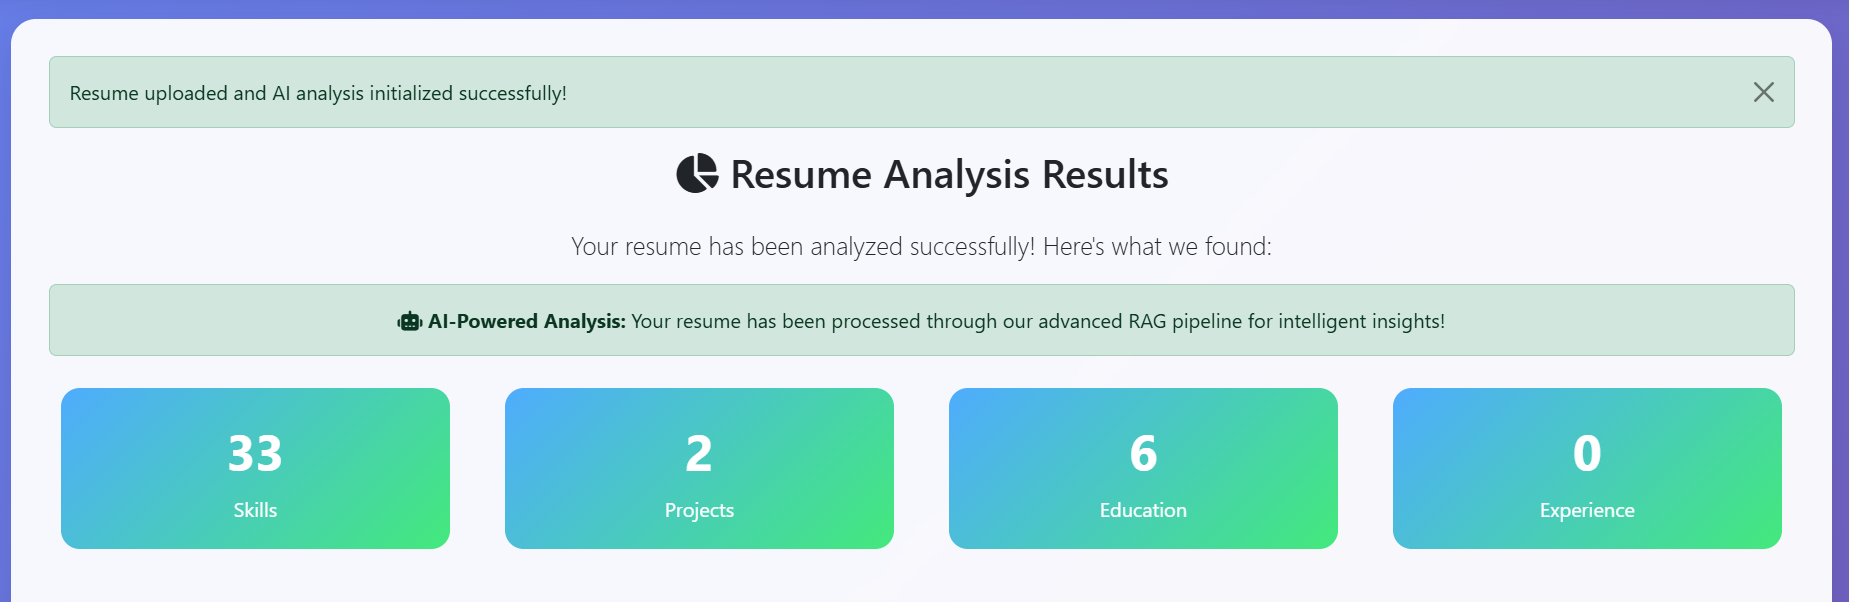 Resume uploaded and AI analysis initialized successfully!
Resume Analysis Results
Your resume has been analyzed successfully! Here's what we found:
AI-Powered Analysis: Your resume has been processed through our advanced RAG pipeline for intelligent insights!
33
Skills
2
Projects
6
Education
0
Experience